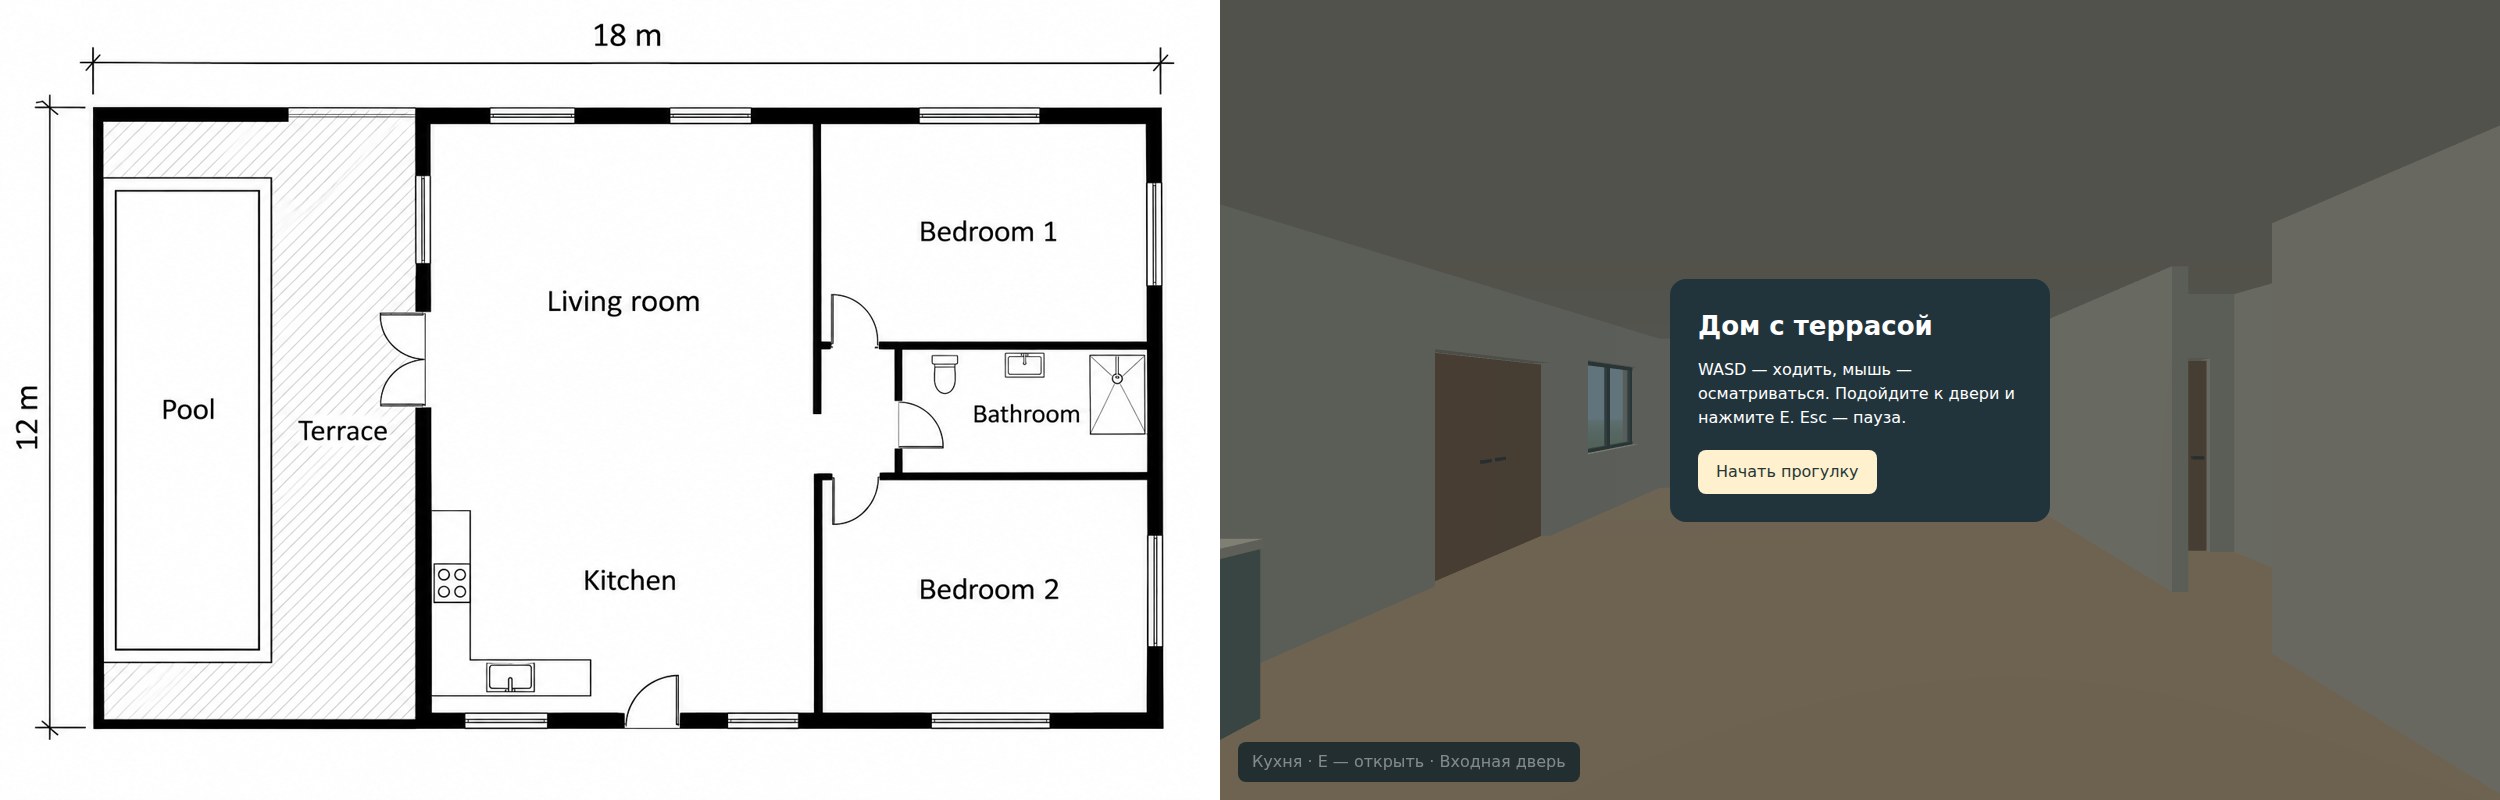 18 m
12 m
Pool
Terrace
Living room
Kitchen
Bedroom 1
Bathroom
Bedroom 2
Дом с террасой
WASD — ходить, мышь —
осматриваться. Подойдите к двери и
нажмите E. Esc — пауза.
Начать прогулку
Кухня · E — открыть · Входная дверь